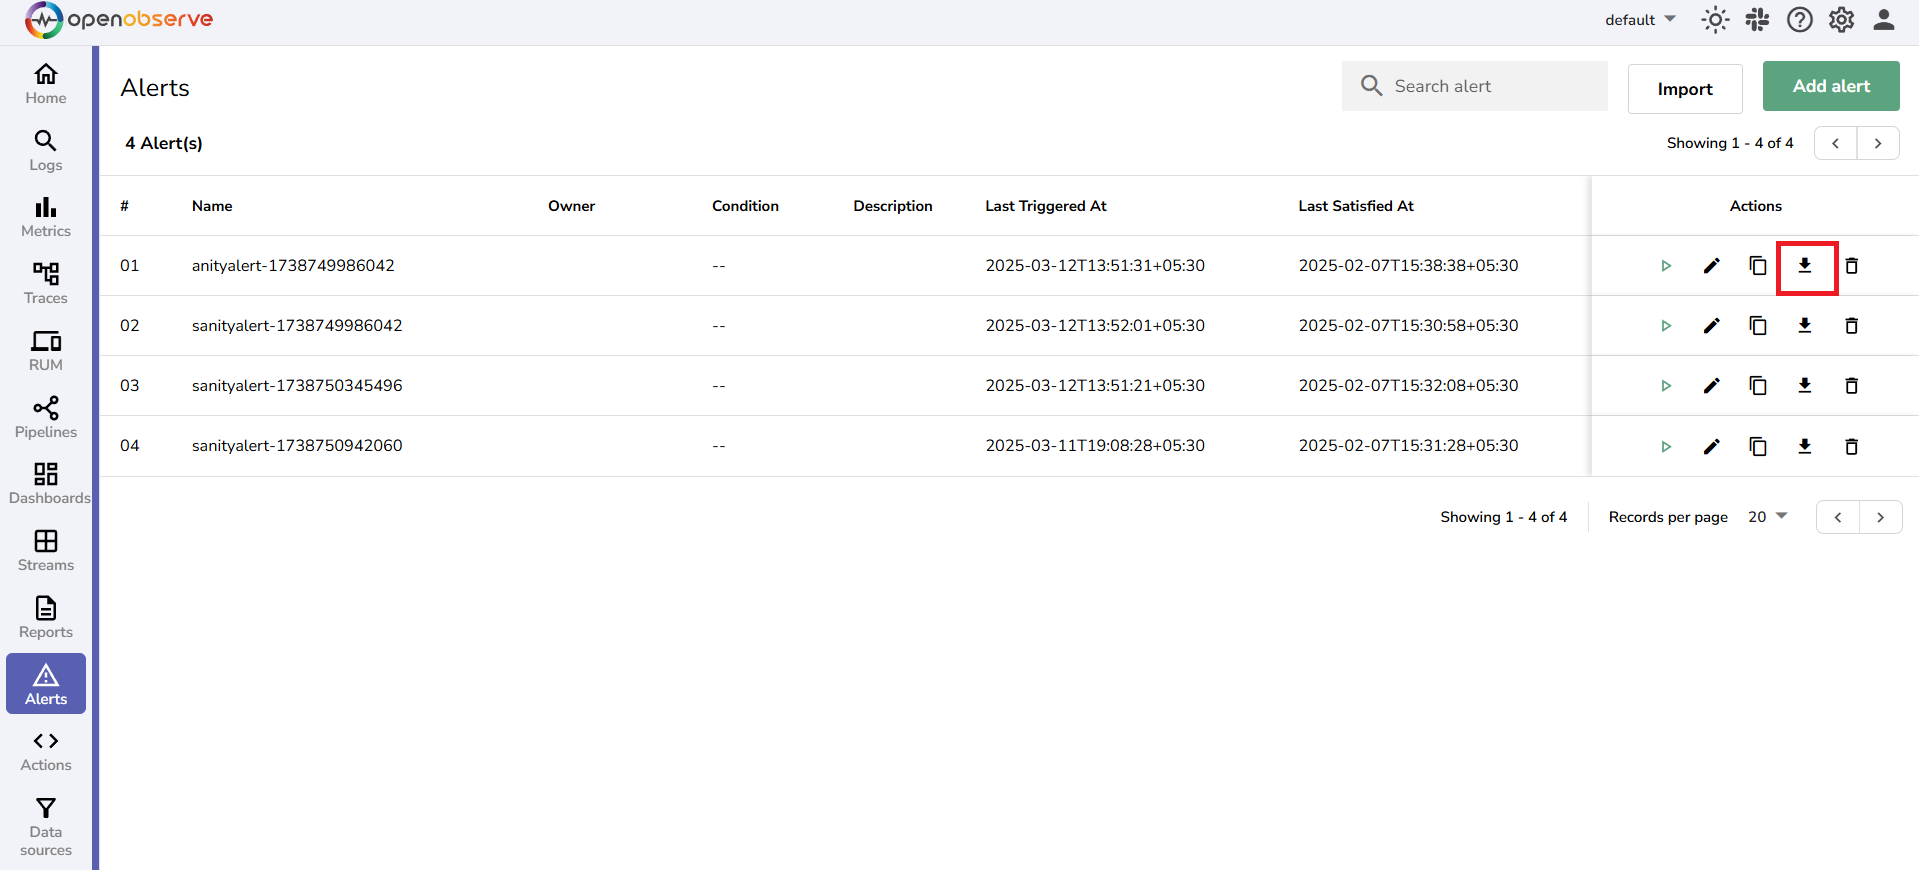 openobserve
default
Home
Logs
Metrics
Traces
RUM
Pipelines
Dashboards
Streams
Reports
Alerts
Actions
Data
sources
Alerts
Search alert
Import
Add alert
4 Alert(s)
Showing 1 - 4 of 4
# Name Owner Condition Description Last Triggered At Last Satisfied At Actions
01 anityalert-1738749986042 -- 2025-03-12T13:51:31+05:30 2025-02-07T15:38:38+05:30
02 sanityalert-1738749986042 -- 2025-03-12T13:52:01+05:30 2025-02-07T15:30:58+05:30
03 sanityalert-1738750345496 -- 2025-03-12T13:51:21+05:30 2025-02-07T15:32:08+05:30
04 sanityalert-1738750942060 -- 2025-03-11T19:08:28+05:30 2025-02-07T15:31:28+05:30
Showing 1 - 4 of 4 Records per page 20